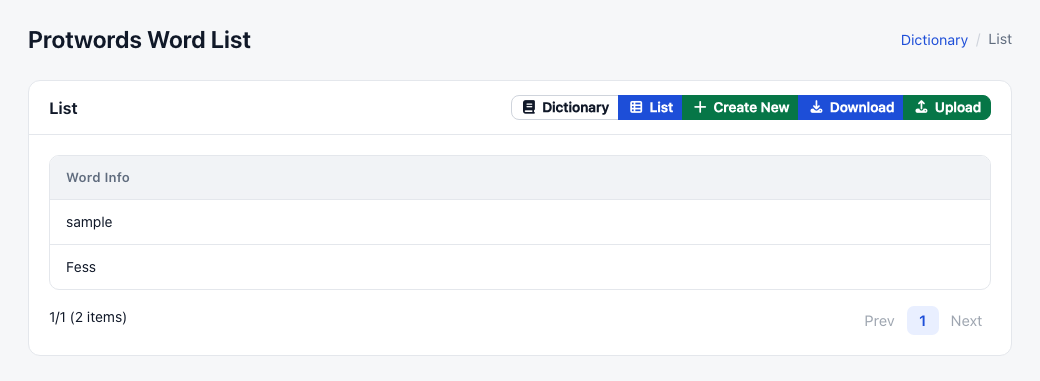 Protwords Word List
Dictionary / List
List
Dictionary List Create New Download Upload
Word Info
sample
Fess
1/1 (2 items)
Prev 1 Next